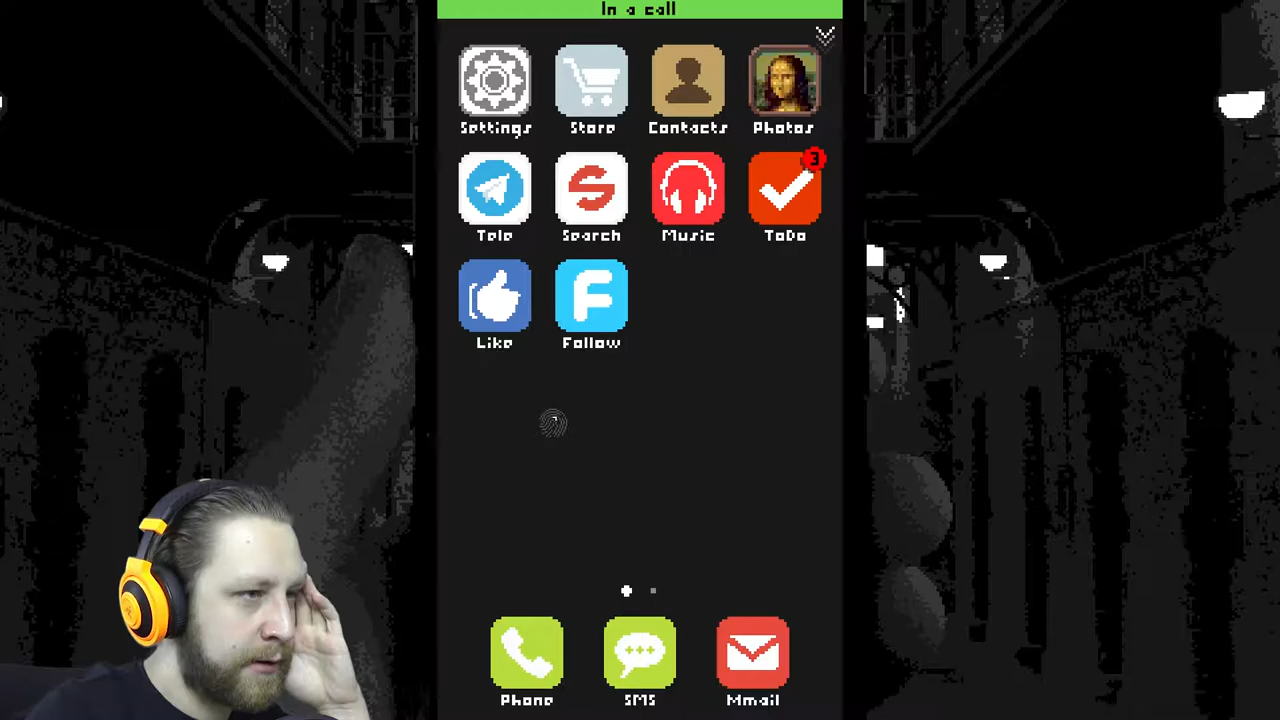 In a call
Settings Store Contacts Photos
3
Tele Search Music ToDo
F
Like Follow
Phone SMS Mmail